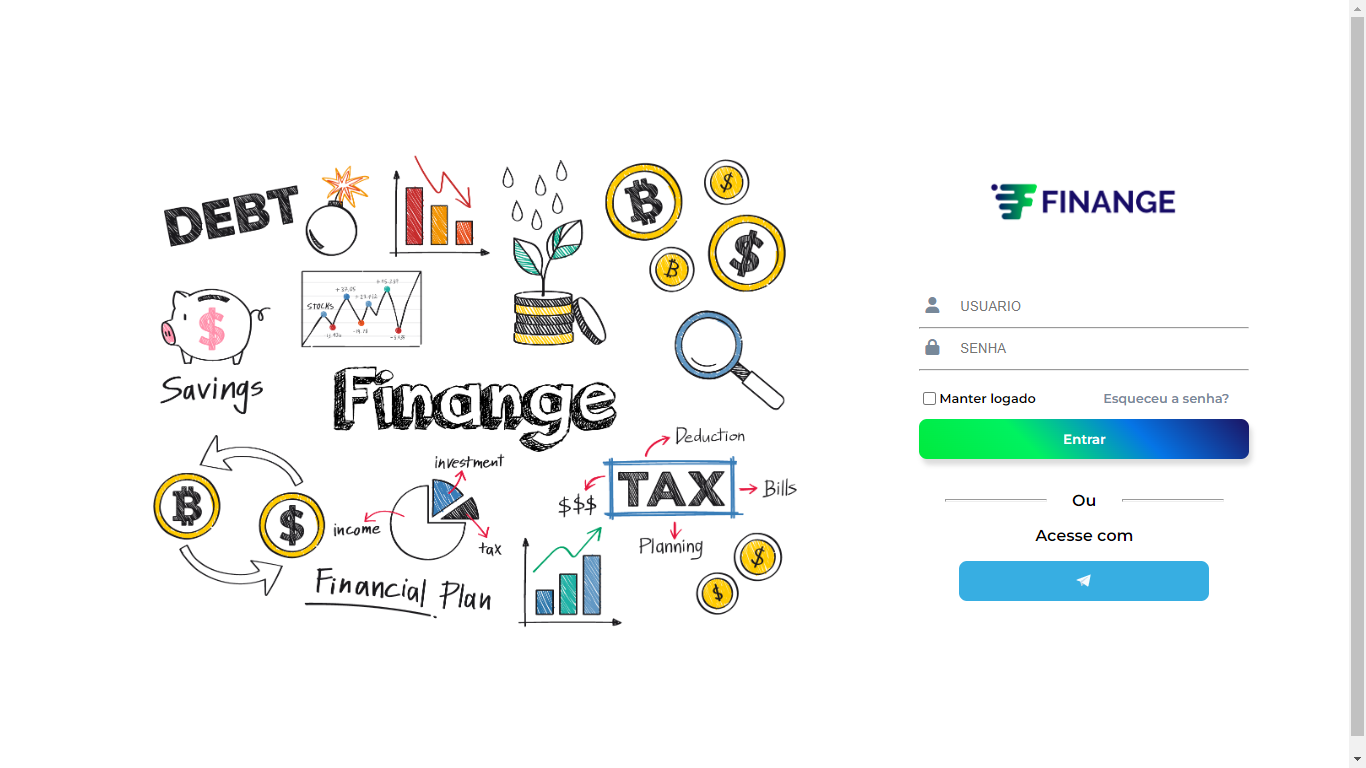 DEBT
STOCKS
Savings
Finange
investment
income
tax
Financial Plan
Deduction
TAX
$$$
Bills
Planning
FINANGE
USUARIO
SENHA
Manter logado
Esqueceu a senha?
Entrar
Ou
Acesse com